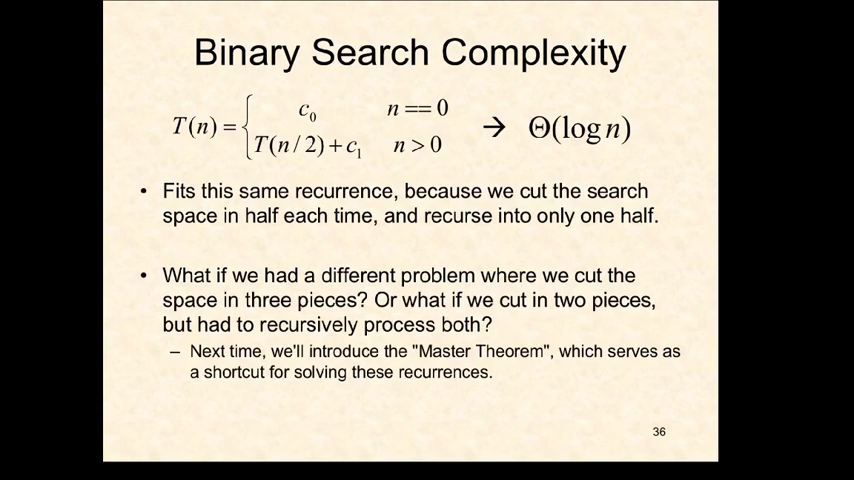 Binary Search Complexity
T(n) = { c₀ n == 0
T(n / 2) + c₁ n > 0 → Θ(log n)
• Fits this same recurrence, because we cut the search
space in half each time, and recurse into only one half.
• What if we had a different problem where we cut the
space in three pieces? Or what if we cut in two pieces,
but had to recursively process both?
– Next time, we'll introduce the "Master Theorem", which serves as
a shortcut for solving these recurrences.
36